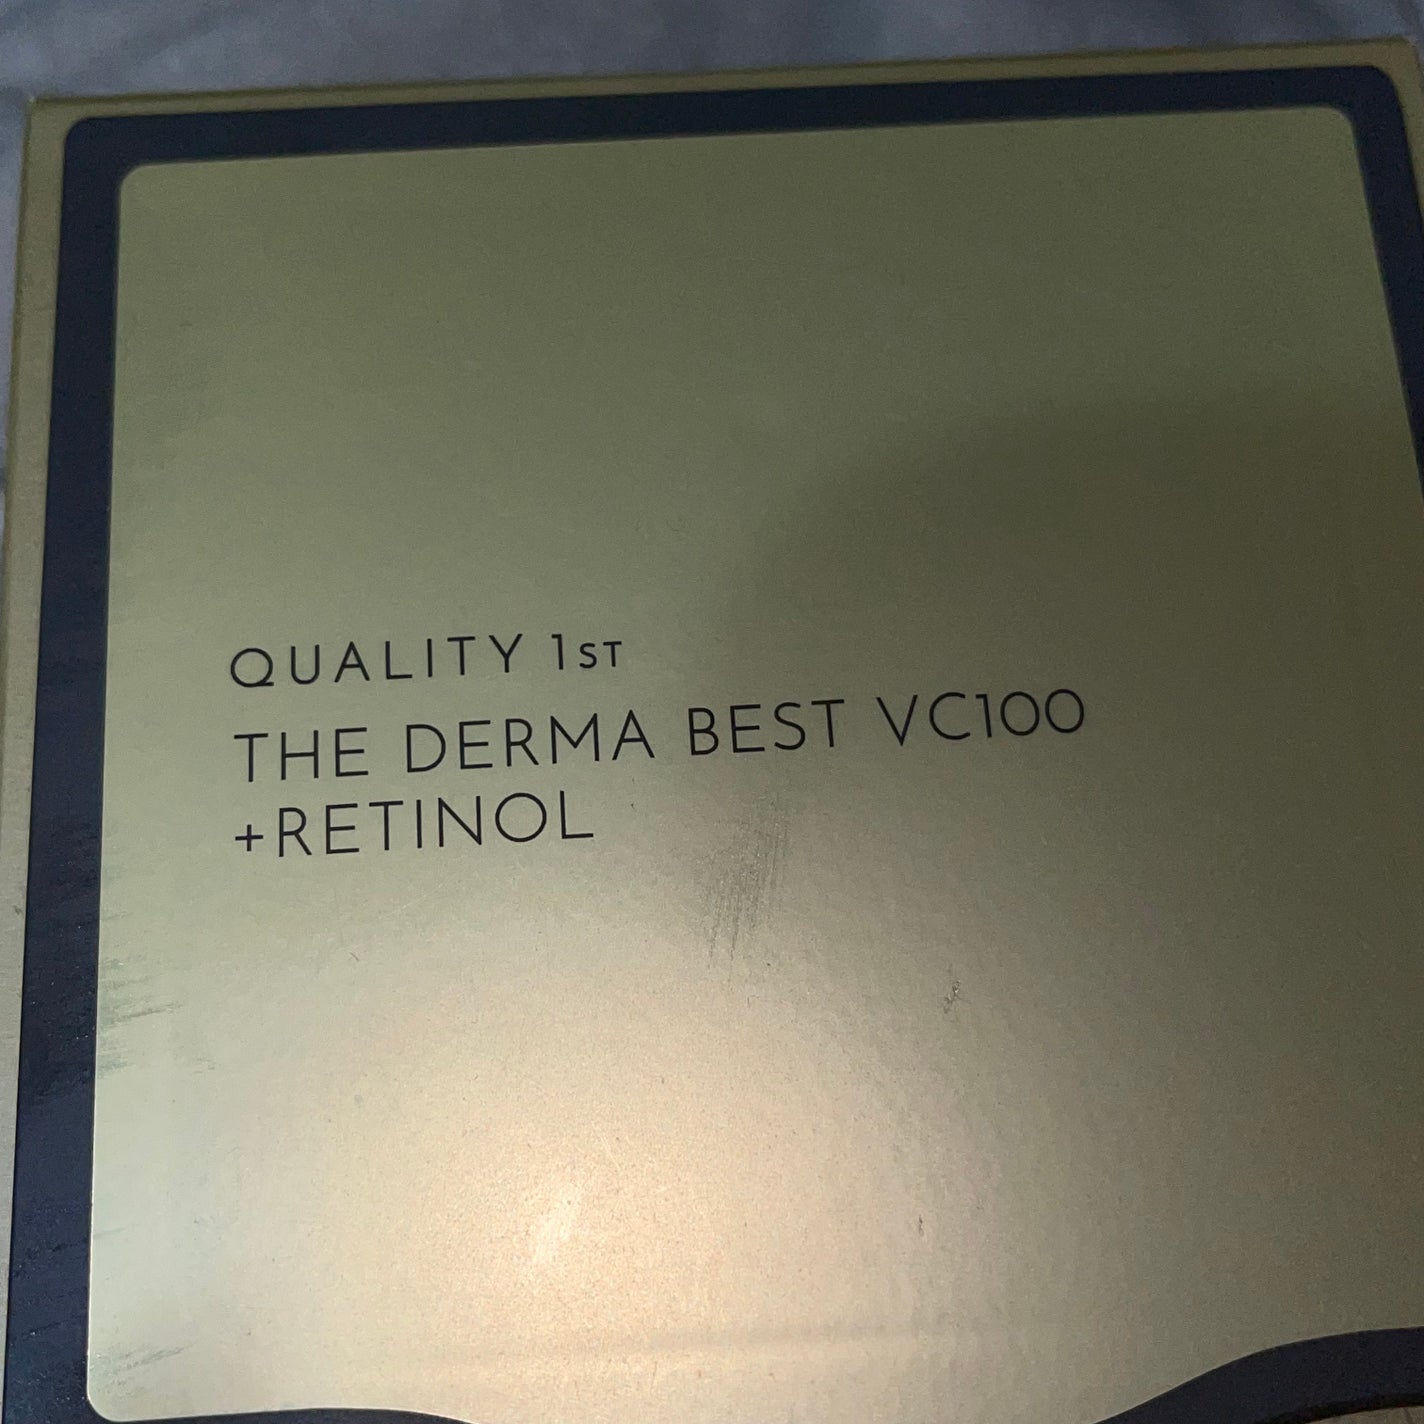 QUALITY 1ST
THE DERMA BEST VC100
+RETINOL